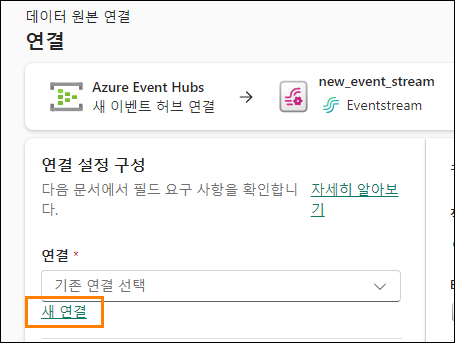 데이터 원본 연결
연결
Azure Event Hubs
새 이벤트 허브 연결
new_event_stream
Eventstream
연결 설정 구성
다음 문서에서 필드 요구 사항을 확인합니
다.
자세히 알아보
기
연결 *
기존 연결 선택
새 연결